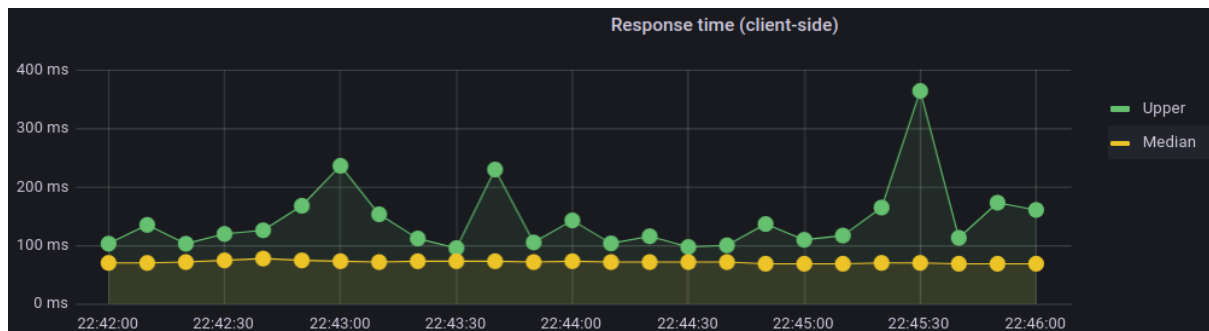 Response time (client-side)
400 ms
300 ms
200 ms
100 ms
0 ms
22:42:00 22:42:30 22:43:00 22:43:30 22:44:00 22:44:30 22:45:00 22:45:30 22:46:00
Upper
Median